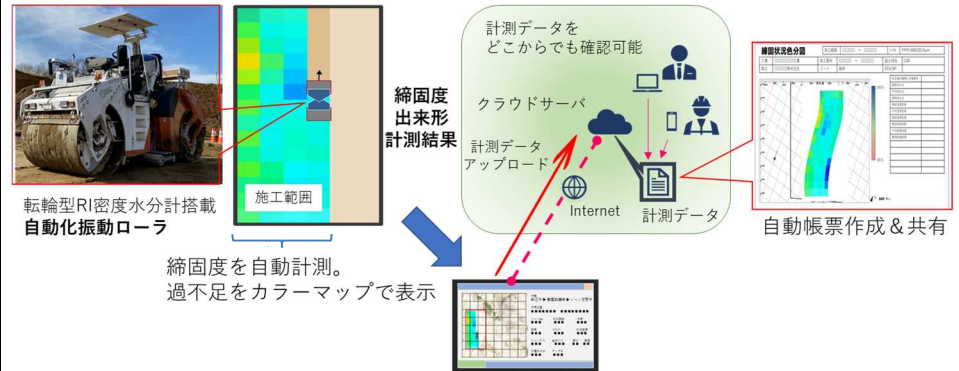 転輪型RI密度水分計搭載
自動化振動ローラ
施工範囲
締固度を自動計測。
過不足をカラーマップで表示
締固度
出来形
計測結果
計測データを
どこからでも確認可能
クラウドサーバ
計測データ
アップロード
Internet
計測データ
締固状況色分図
自動帳票作成＆共有